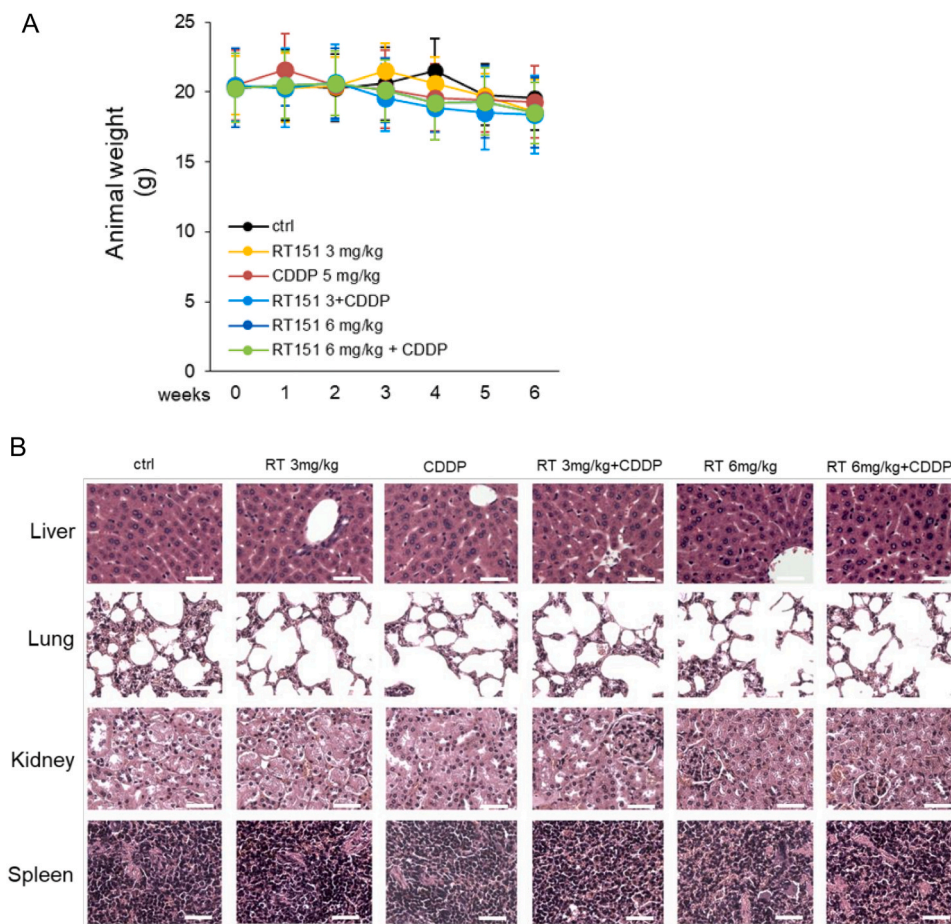 A
25
20
15
10
5
0
Animal weight
(g)
ctrl
RT151 3 mg/kg
CDDP 5 mg/kg
RT151 3+CDDP
RT151 6 mg/kg
RT151 6 mg/kg + CDDP
weeks 0 1 2 3 4 5 6
B
ctrl RT 3mg/kg CDDP RT 3mg/kg+CDDP RT 6mg/kg RT 6mg/kg+CDDP
Liver
Lung
Kidney
Spleen